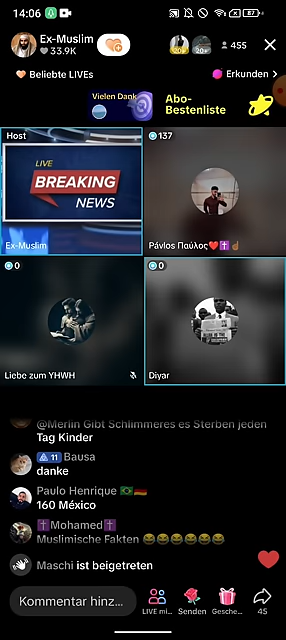 14:06
Ex-Muslim
33.9K
455
Beliebte LIVEs
Erkunden >
Vielen Dank
Abo-
Bestenliste
Host
LIVE
BREAKING
NEWS
Ex-Muslim
137
Pávlos Παύλος❤️✝️☝🏽
0
Liebe zum YHWH
0
Diyar
@Merlin Gibt Schlimmeres es Sterben jeden
Tag Kinder
11 Bausa
danke
Paulo Henrique 🇧🇷🇩🇪
160 México
✝️Mohamed✝️
Muslimische Fakten 😂😂😂😂😂😂
Maschi ist beigetreten
Kommentar hinz...
LIVE mi...
Senden
Gesche...
45